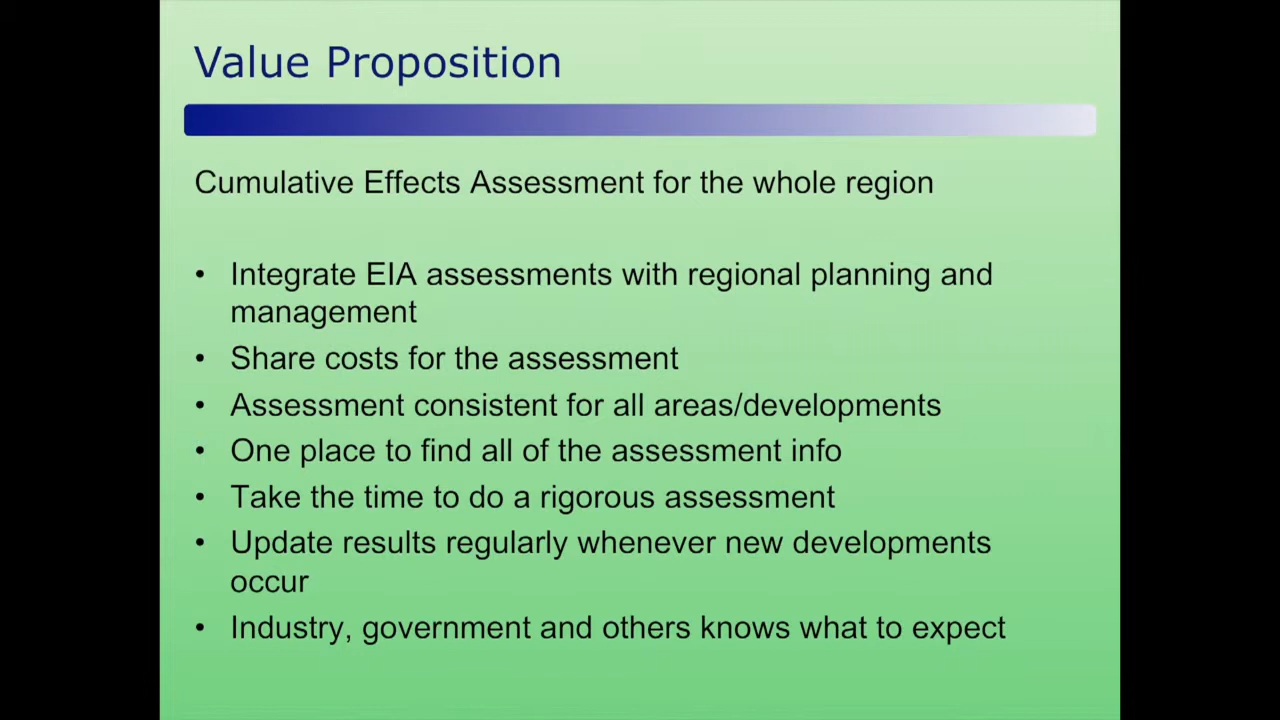 Value Proposition
Cumulative Effects Assessment for the whole region
• Integrate EIA assessments with regional planning and
management
• Share costs for the assessment
• Assessment consistent for all areas/developments
• One place to find all of the assessment info
• Take the time to do a rigorous assessment
• Update results regularly whenever new developments
occur
• Industry, government and others knows what to expect